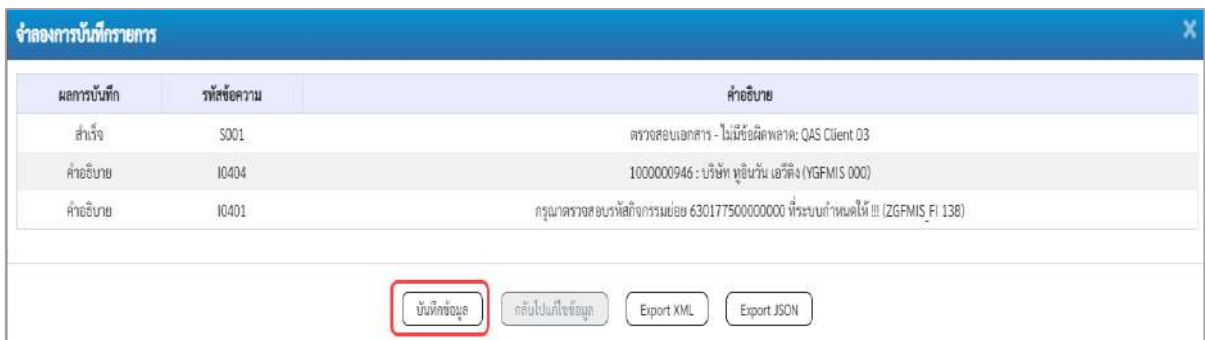 จำลองการบันทึกรายการ
ผลการบันทึก รหัสข้อความ คำอธิบาย
สำเร็จ S001 ตรวจสอบเอกสาร - ไม่มีข้อผิดพลาด: QAS Client 03
คำอธิบาย I0404 1000000946 : บริษัท ทูอินวัน เอวีดิง (YGFMIS 000)
คำอธิบาย I0401 กรุณาตรวจสอบรหัสกิจกรรมย่อย 630177500000000 ที่ระบบกำหนดให้ !!! (ZGFMIS_FI 138)
บันทึกข้อมูล กลับไปแก้ไขข้อมูล Export XML Export JSON